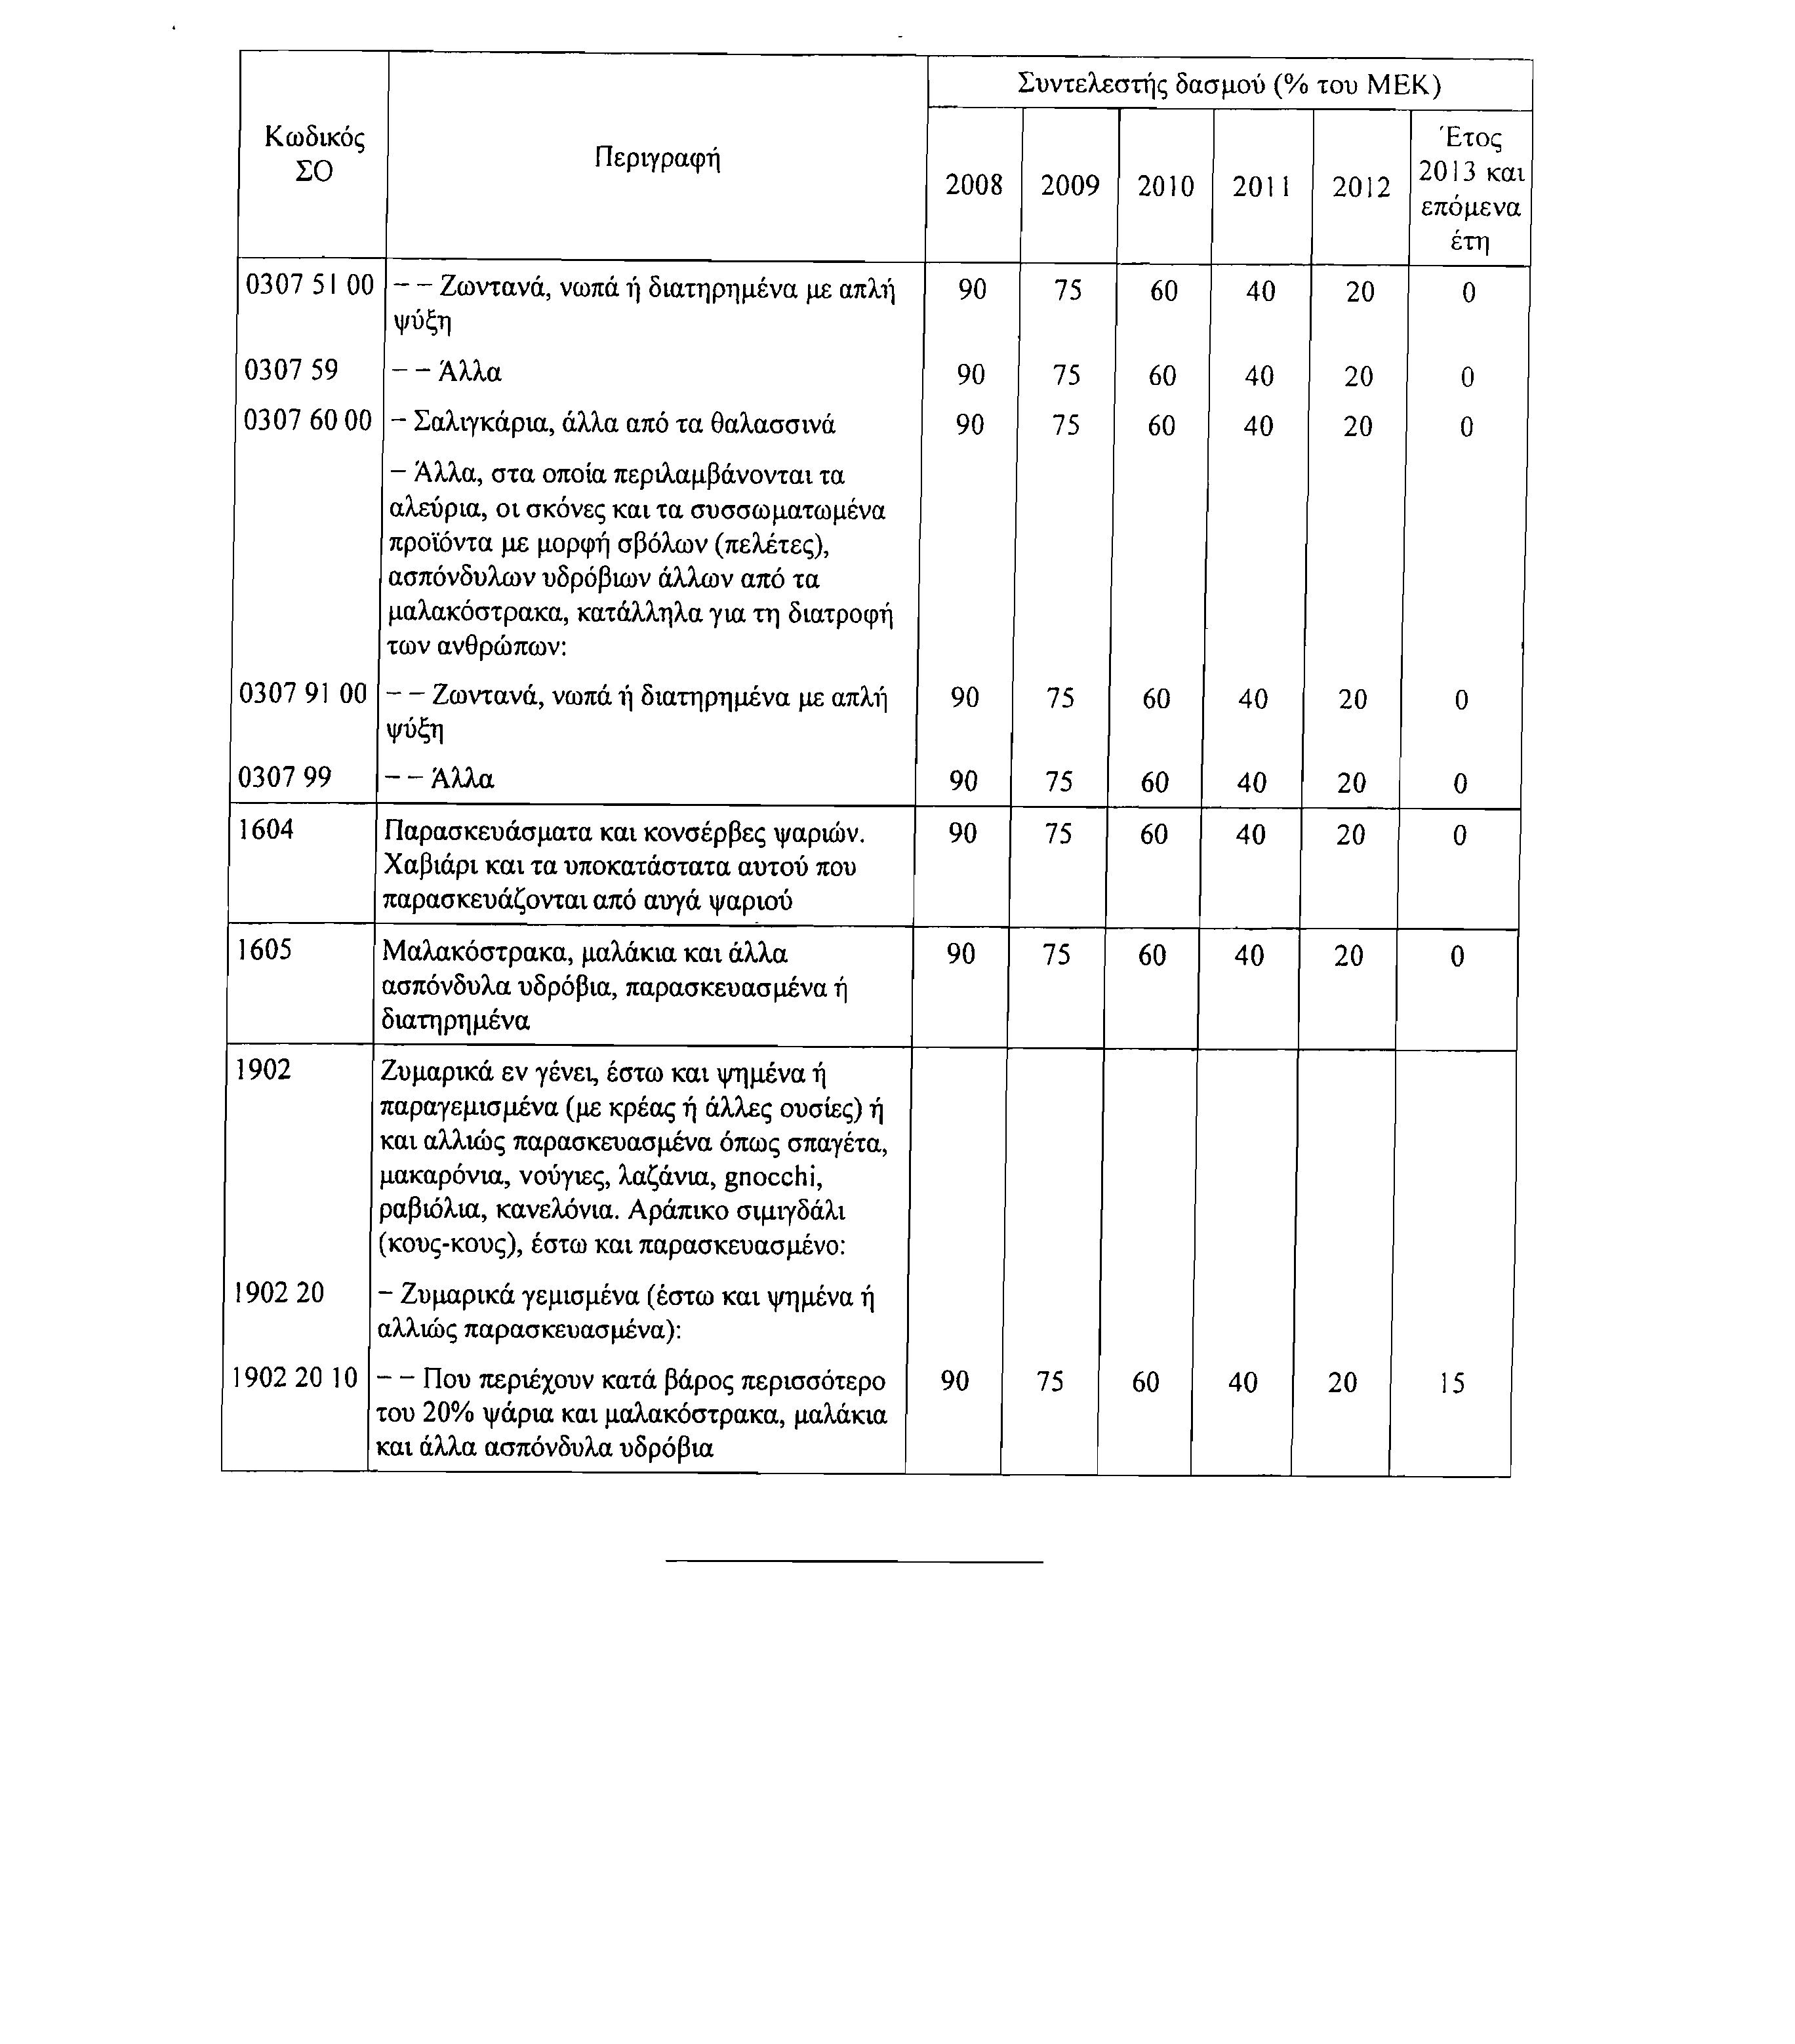 Συντελεστής δασμού (% του ΜΕΚ)
Κωδικός
ΣΟ
Περιγραφή
2008 2009 2010 2011 2012
Έτος
2013 και
επόμενα
έτη
0307 51 00 – – Ζωντανά, νωπά ή διατηρημένα με απλή 90 75 60 40 20 0
ψύξη
0307 59 – – Άλλα 90 75 60 40 20 0
0307 60 00 – Σαλιγκάρια, άλλα από τα θαλασσινά 90 75 60 40 20 0
– Άλλα, στα οποία περιλαμβάνονται τα
αλεύρια, οι σκόνες και τα συσσωματωμένα
προϊόντα με μορφή σβόλων (πελέτες),
ασπόνδυλων υδρόβιων άλλων από τα
μαλακόστρακα, κατάλληλα για τη διατροφή
των ανθρώπων:
0307 91 00 – – Ζωντανά, νωπά ή διατηρημένα με απλή 90 75 60 40 20 0
ψύξη
0307 99 – – Άλλα 90 75 60 40 20 0
1604 Παρασκευάσματα και κονσέρβες ψαριών. 90 75 60 40 20 0
Χαβιάρι και τα υποκατάστατα αυτού που
παρασκευάζονται από αυγά ψαριού
1605 Μαλακόστρακα, μαλάκια και άλλα 90 75 60 40 20 0
ασπόνδυλα υδρόβια, παρασκευασμένα ή
διατηρημένα
1902 Ζυμαρικά εν γένει, έστω και ψημένα ή
παραγεμισμένα (με κρέας ή άλλες ουσίες) ή
και αλλιώς παρασκευασμένα όπως σπαγέτα,
μακαρόνια, νούγιες, λαζάνια, gnocchi,
ραβιόλια, κανελόνια. Αράπικο σιμιγδάλι
(κους-κους), έστω και παρασκευασμένο:
1902 20 – Ζυμαρικά γεμισμένα (έστω και ψημένα ή
αλλιώς παρασκευασμένα):
1902 20 10 – – Που περιέχουν κατά βάρος περισσότερο 90 75 60 40 20 15
του 20% ψάρια και μαλακόστρακα, μαλάκια
και άλλα ασπόνδυλα υδρόβια